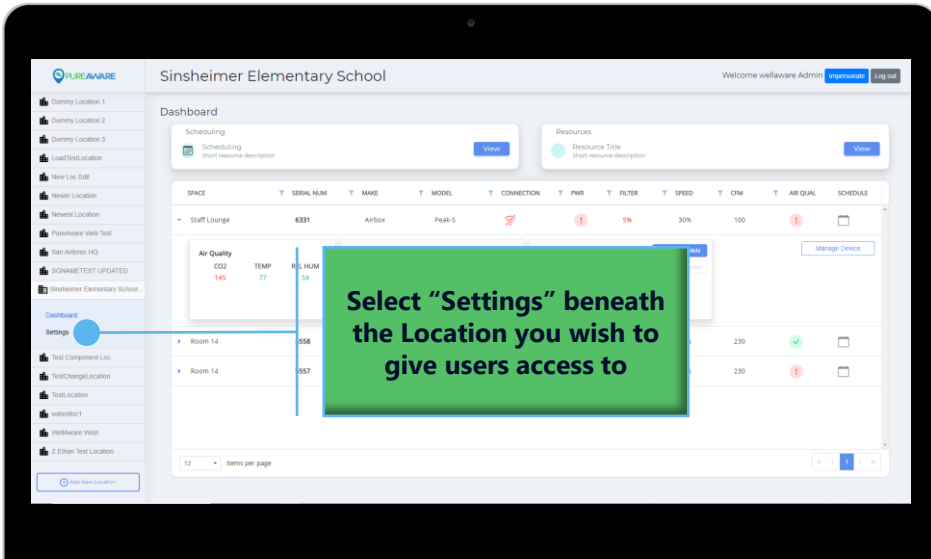 PUREAWARE
Sinsheimer Elementary School
Welcome wellaware Admin
Impersonate
Log out
Dummy Location 1
Dummy Location 2
Dummy Location 3
LoadTestLocation
New Loc Edit
Newer Location
Newest Location
PureAware Web Test
San Antonio HQ
SGNAMETEST UPDATED
Sinsheimer Elementary School...
Dashboard
Settings
Test Component Loc
TestChangeLocation
TestLocation
WellAware West
Z Ethan Test Location
Add New Location
Dashboard
Scheduling
Scheduling
Short resource description
View
Resources
Resource Title
Short resource description
View
SPACE SERIAL NUM MAKE MODEL CONNECTION PWR FILTER SPEED CFM AIR QUAL SCHEDULE
Staff Lounge 6331 Airbox Peak-S 5% 30% 100
Air Quality
CO2 TEMP REL HUM
145 77 54
Manage Device
Select “Settings” beneath
the Location you wish to
give users access to
Room 14 558 230
Room 14 557 230
12 items per page
1